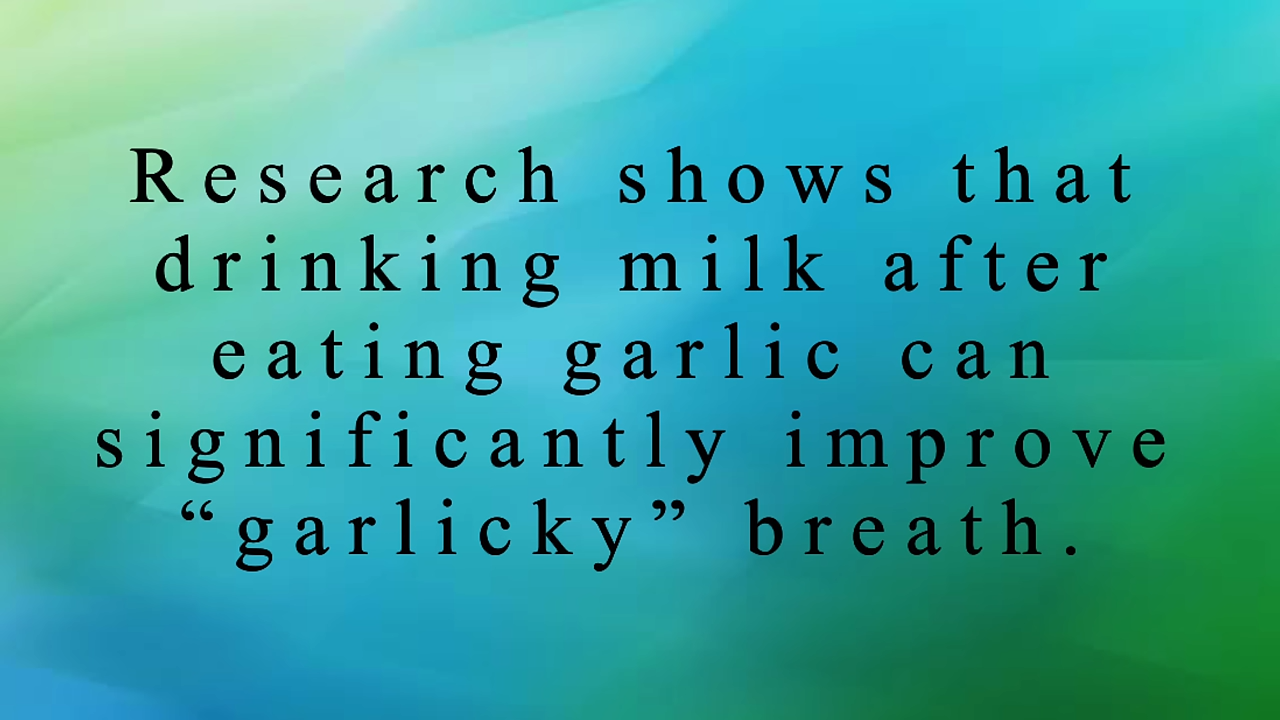 Research shows that
drinking milk after
eating garlic can
significantly improve
“garlicky” breath.